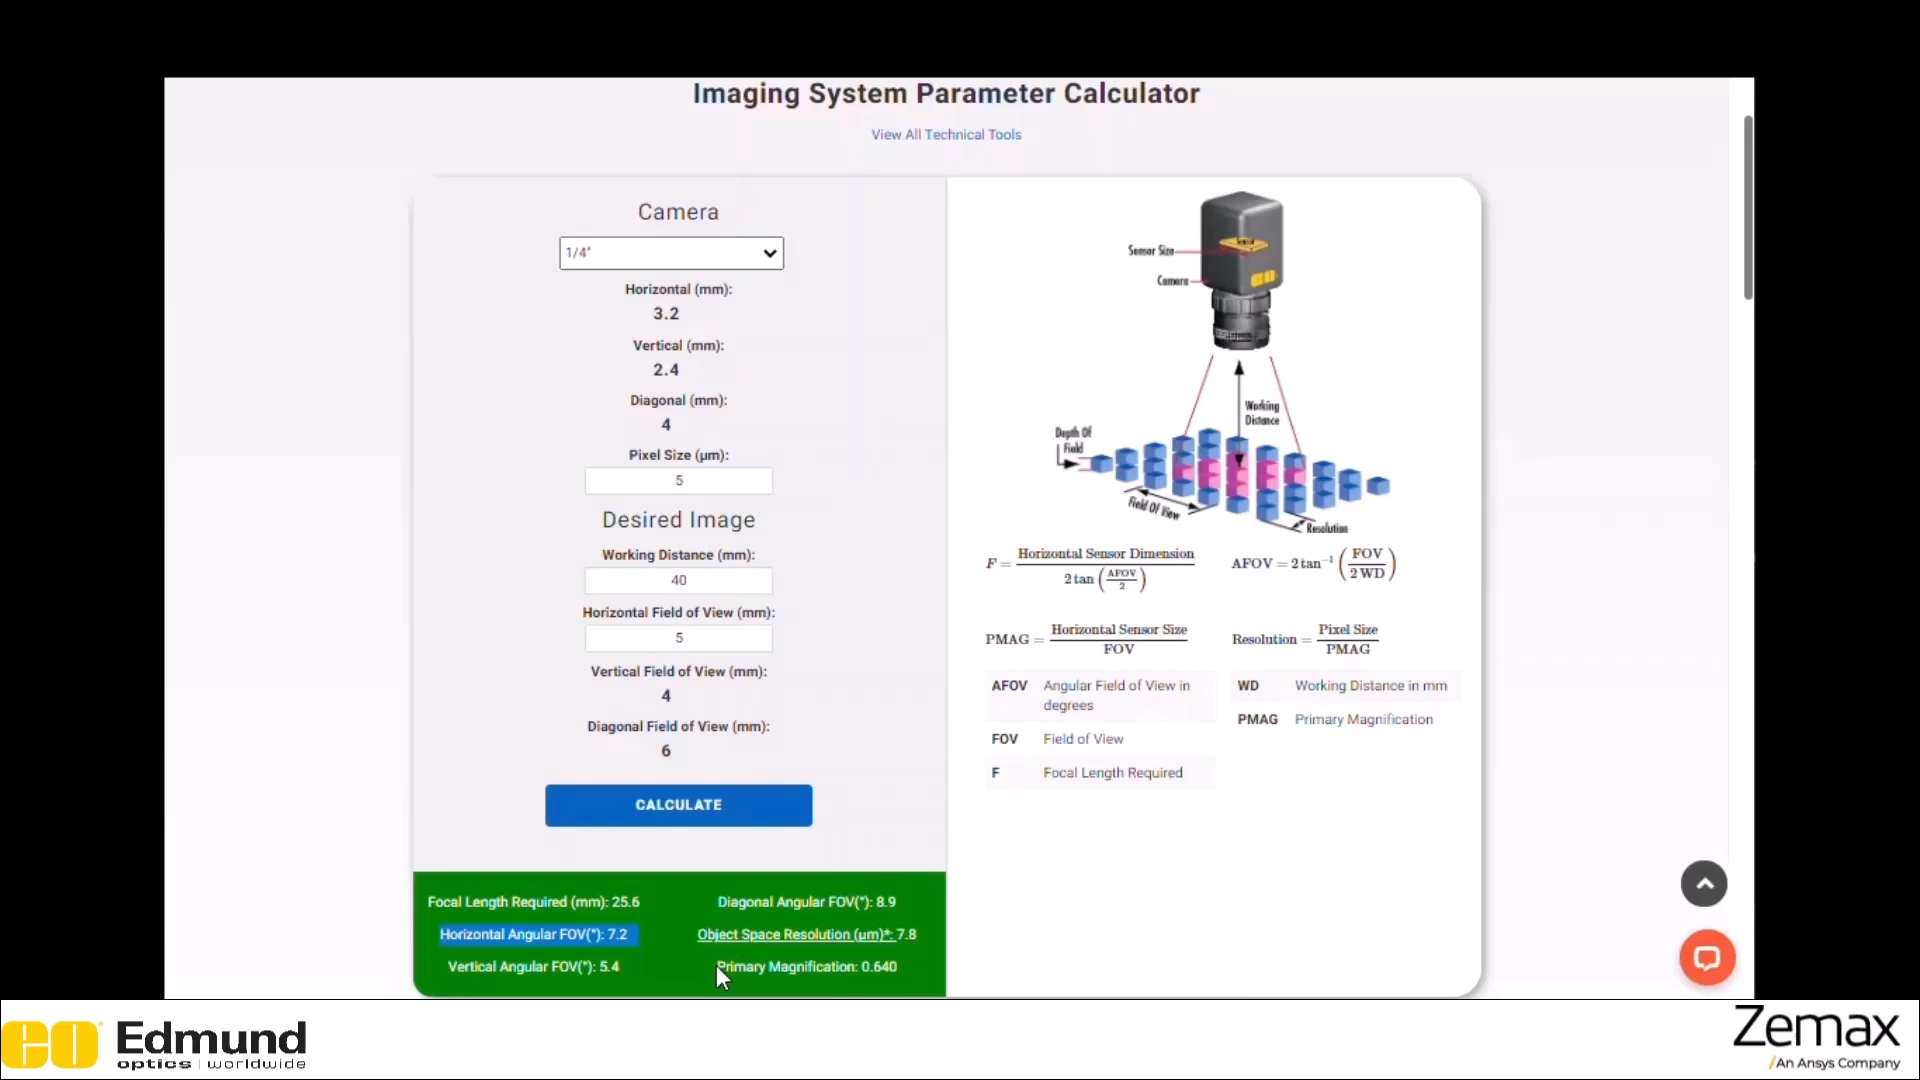 Imaging System Parameter Calculator
View All Technical Tools
Camera
1/4"
Horizontal (mm):
3.2
Vertical (mm):
2.4
Diagonal (mm):
4
Pixel Size (μm):
5
Desired Image
Working Distance (mm):
40
Horizontal Field of View (mm):
5
Vertical Field of View (mm):
4
Diagonal Field of View (mm):
6
CALCULATE
Focal Length Required (mm): 25.6
Diagonal Angular FOV(°): 8.9
Horizontal Angular FOV(°): 7.2
Object Space Resolution (μm)*: 7.8
Vertical Angular FOV(°): 5.4
Primary Magnification: 0.640
Sensor Size
Camera
Working
Distance
Depth Of
Field
Field Of View
Resolution
F = Horizontal Sensor Dimension / 2 tan (AFOV / 2)
AFOV = 2 tan⁻¹ (FOV / 2 WD)
PMAG = Horizontal Sensor Size / FOV
Resolution = Pixel Size / PMAG
AFOV Angular Field of View in
degrees
FOV Field of View
F Focal Length Required
WD Working Distance in mm
PMAG Primary Magnification
EO Edmund
optics | worldwide
Zemax
An Ansys Company